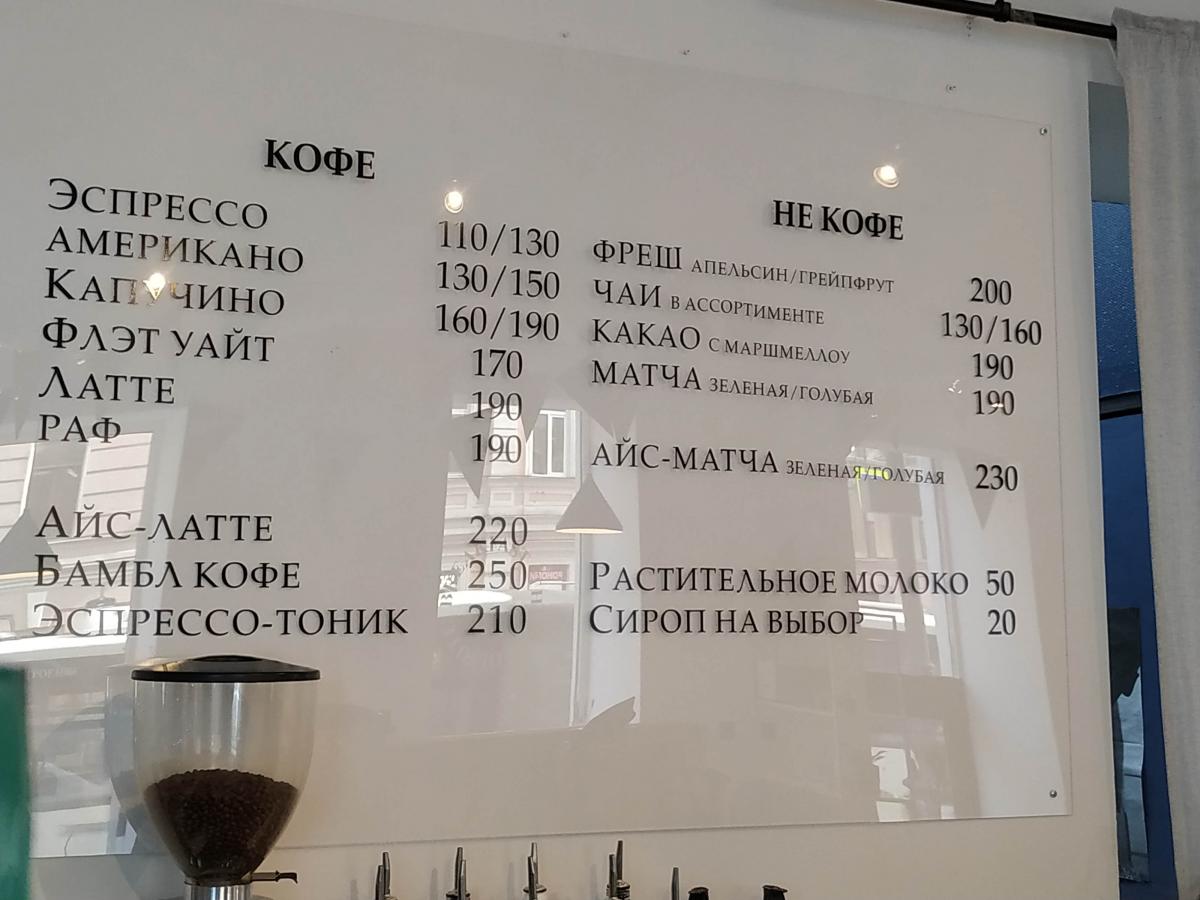 КОФЕ
ЭСПРЕССО 110/130
АМЕРИКАНО 130/150
КАПУЧИНО 160/190
ФЛЭТ УАЙТ 170
ЛАТТЕ 190
РАФ 190
АЙС-ЛАТТЕ 220
БАМБЛ КОФЕ 250
ЭСПРЕССО-ТОНИК 210
НЕ КОФЕ
ФРЕШ АПЕЛЬСИН/ГРЕЙПФРУТ 200
ЧАИ В АССОРТИМЕНТЕ 130/160
КАКАО С МАРШМЕЛЛОУ 190
МАТЧА ЗЕЛЕНАЯ/ГОЛУБАЯ 190
АЙС-МАТЧА ЗЕЛЕНАЯ/ГОЛУБАЯ 230
РАСТИТЕЛЬНОЕ МОЛОКО 50
СИРОП НА ВЫБОР 20